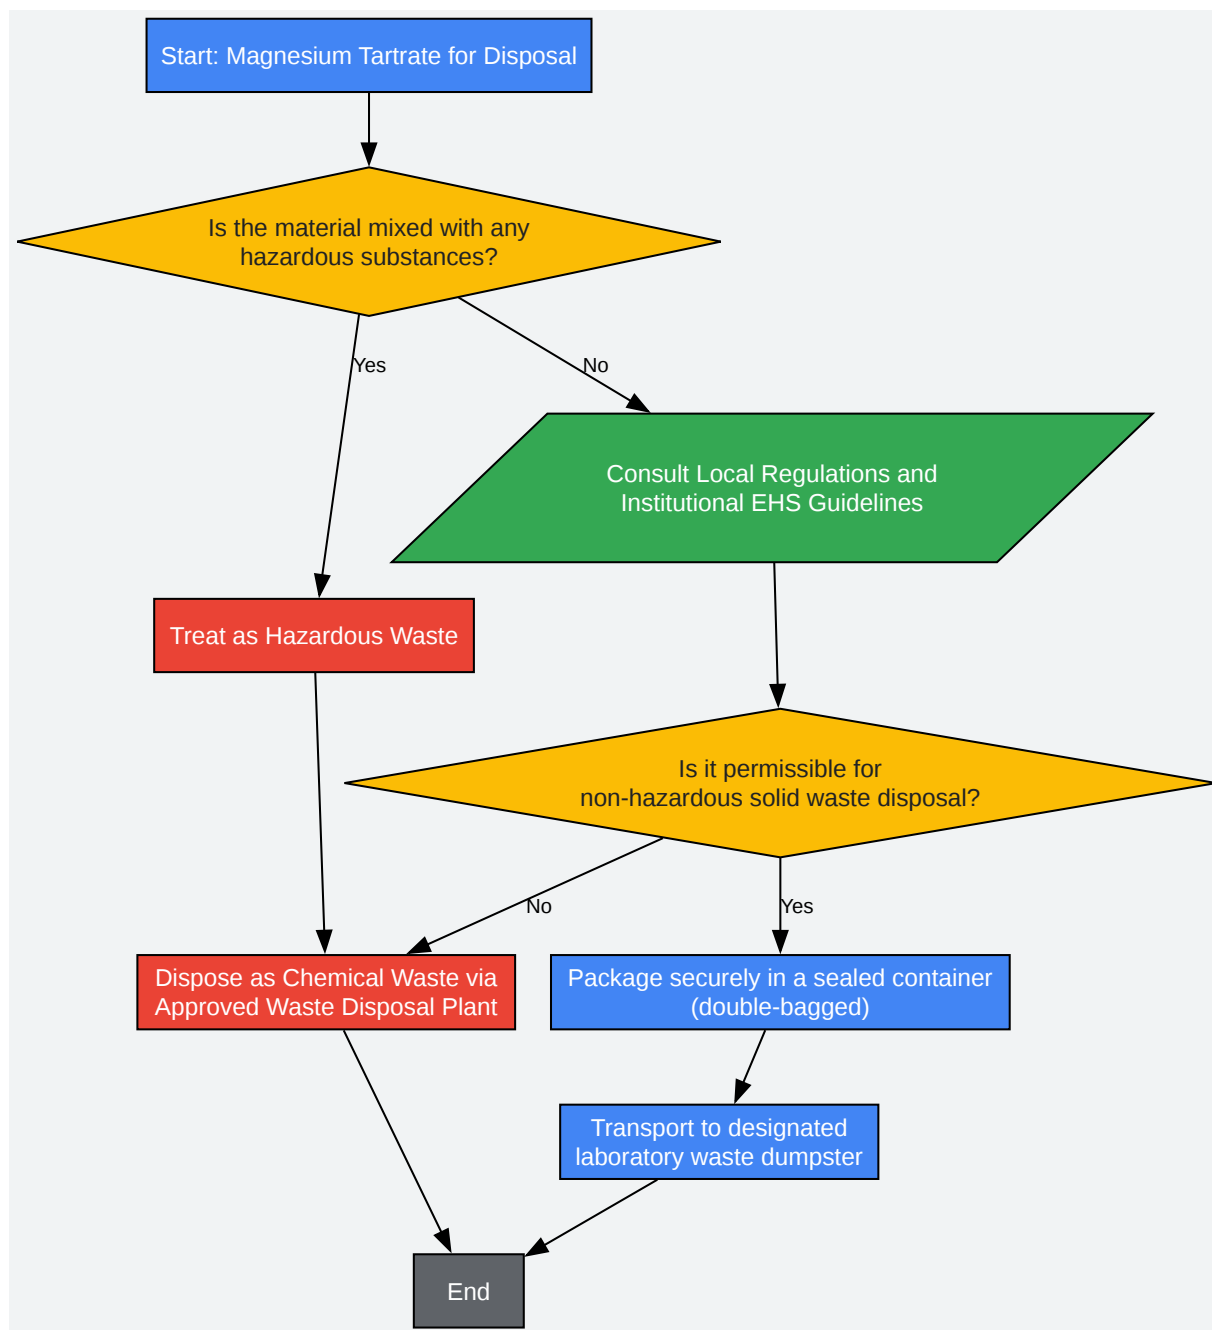 Start: Magnesium Tartrate for Disposal
Is the material mixed with any
hazardous substances?
Yes
No
Consult Local Regulations and
Institutional EHS Guidelines
Treat as Hazardous Waste
Is it permissible for
non-hazardous solid waste disposal?
No
Yes
Dispose as Chemical Waste via
Approved Waste Disposal Plant
Package securely in a sealed container
(double-bagged)
Transport to designated
laboratory waste dumpster
End